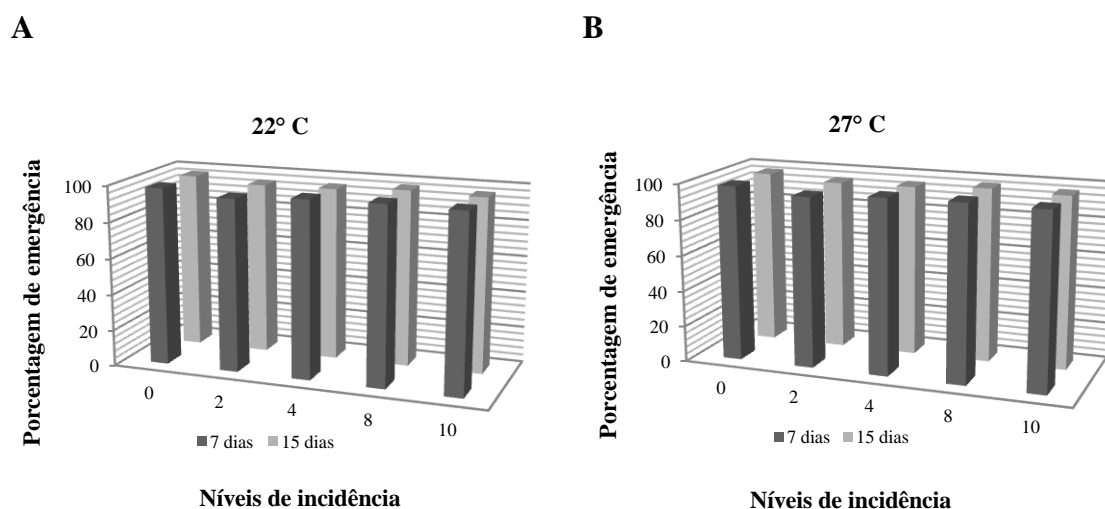 A
22° C
Porcentagem de emergência
100
80
60
40
20
0
0
2
4
8
10
7 dias 15 dias
Níveis de incidência
B
27° C
Porcentagem de emergência
100
80
60
40
20
0
0
2
4
8
10
7 dias 15 dias
Níveis de incidência